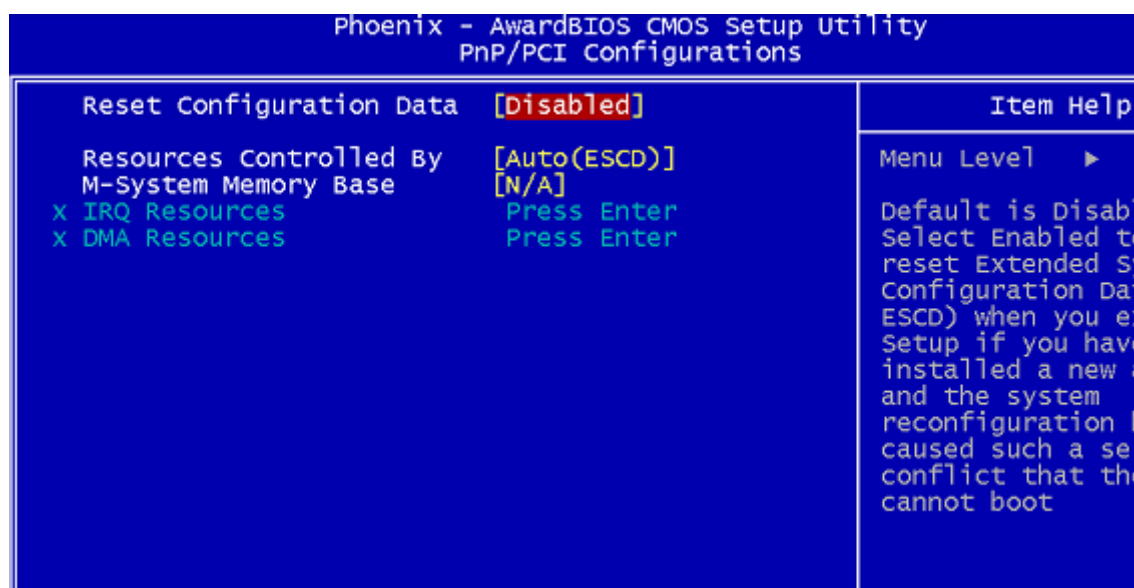 Phoenix - AwardBIOS CMOS Setup Utility
PnP/PCI Configurations
Reset Configuration Data [Disabled]
Resources Controlled By [Auto(ESCD)]
M-System Memory Base [N/A]
x IRQ Resources Press Enter
x DMA Resources Press Enter
Item Help
Menu Level ►
Default is
Select Enabled
reset Extended
Configuration
ESCD) when you
Setup if you
installed a new
and the system
reconfiguration
caused such a
conflict that
cannot boot